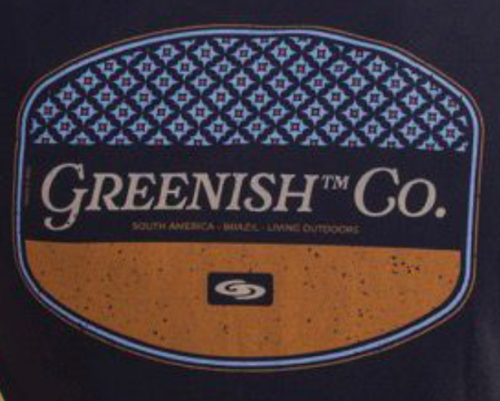 GREENISH™ CO.
SOUTH AMERICA - BRAZIL - LIVING OUTDOORS